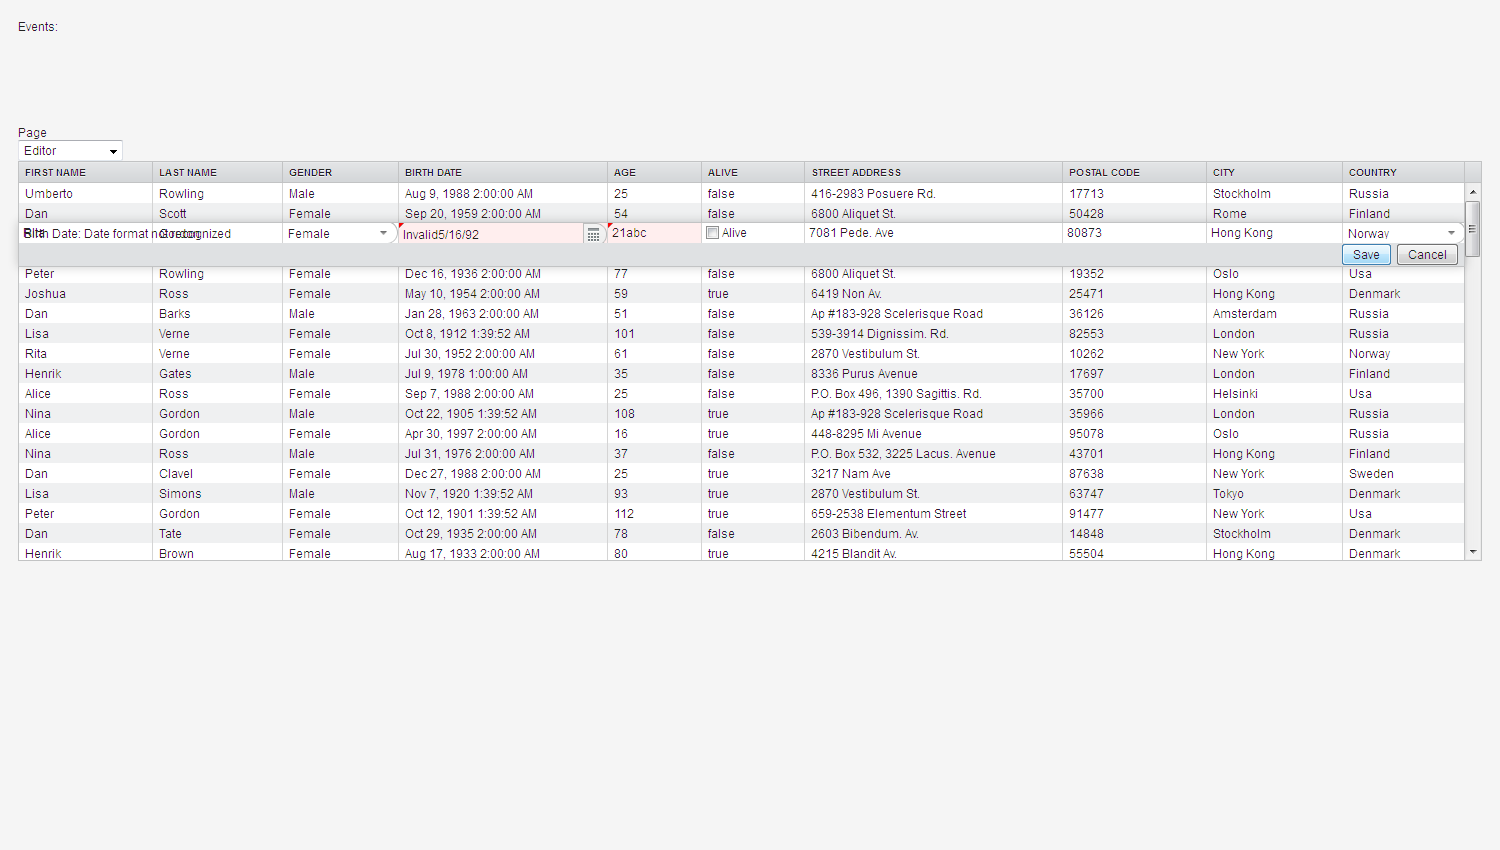 Events:
Page
Editor
FIRST NAME LAST NAME GENDER BIRTH DATE AGE ALIVE STREET ADDRESS POSTAL CODE CITY COUNTRY
Umberto Rowling Male Aug 9, 1988 2:00:00 AM 25 false 416-2983 Posuere Rd. 17713 Stockholm Russia
Dan Scott Female Sep 20, 1959 2:00:00 AM 54 false 6800 Aliquet St. 50428 Rome Finland
Rita Gordon Female Invalid5/16/92 21abc Alive 7081 Pede. Ave 80873 Hong Kong Norway
Birth Date: Date format not recognized
Save Cancel
Peter Rowling Female Dec 16, 1936 2:00:00 AM 77 false 6800 Aliquet St. 19352 Oslo Usa
Joshua Ross Female May 10, 1954 2:00:00 AM 59 true 6419 Non Av. 25471 Hong Kong Denmark
Dan Barks Male Jan 28, 1963 2:00:00 AM 51 false Ap #183-928 Scelerisque Road 36126 Amsterdam Russia
Lisa Verne Female Oct 8, 1912 1:39:52 AM 101 false 539-3914 Dignissim. Rd. 82553 London Russia
Rita Verne Female Jul 30, 1952 2:00:00 AM 61 false 2870 Vestibulum St. 10262 New York Norway
Henrik Gates Male Jul 9, 1978 1:00:00 AM 35 false 8336 Purus Avenue 17697 London Finland
Alice Ross Female Sep 7, 1988 2:00:00 AM 25 false P.O. Box 496, 1390 Sagittis. Rd. 35700 Helsinki Usa
Nina Gordon Male Oct 22, 1905 1:39:52 AM 108 true Ap #183-928 Scelerisque Road 35966 London Russia
Alice Gordon Female Apr 30, 1997 2:00:00 AM 16 true 448-8295 Mi Avenue 95078 Oslo Russia
Nina Ross Male Jul 31, 1976 2:00:00 AM 37 false P.O. Box 532, 3225 Lacus. Avenue 43701 Hong Kong Finland
Dan Clavel Female Dec 27, 1988 2:00:00 AM 25 true 3217 Nam Ave 87638 New York Sweden
Lisa Simons Male Nov 7, 1920 1:39:52 AM 93 true 2870 Vestibulum St. 63747 Tokyo Denmark
Peter Gordon Female Oct 12, 1901 1:39:52 AM 112 true 659-2538 Elementum Street 91477 New York Usa
Dan Tate Female Oct 29, 1935 2:00:00 AM 78 false 2603 Bibendum. Av. 14848 Stockholm Denmark
Henrik Brown Female Aug 17, 1933 2:00:00 AM 80 true 4215 Blandit Av. 55504 Hong Kong Denmark